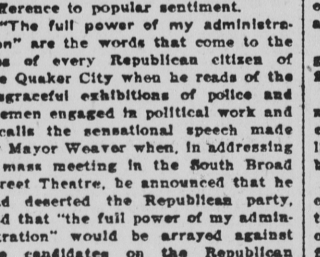 fference to popular sentiment.
"The full power of my administra-
on" are the words that come to the
s of every Republican citizen of
e Quaker City when he reads of the
sgraceful exhibitions of police and
emen engaged in political work and
calls the sensational speech made
Mayor Weaver when, in addressing
mass meeting in the South Broad
reet Theatre, he announced that he
d deserted the Republican party,
d that "the full power of my admin-
tration" would be arrayed against
e candidates on the Republican